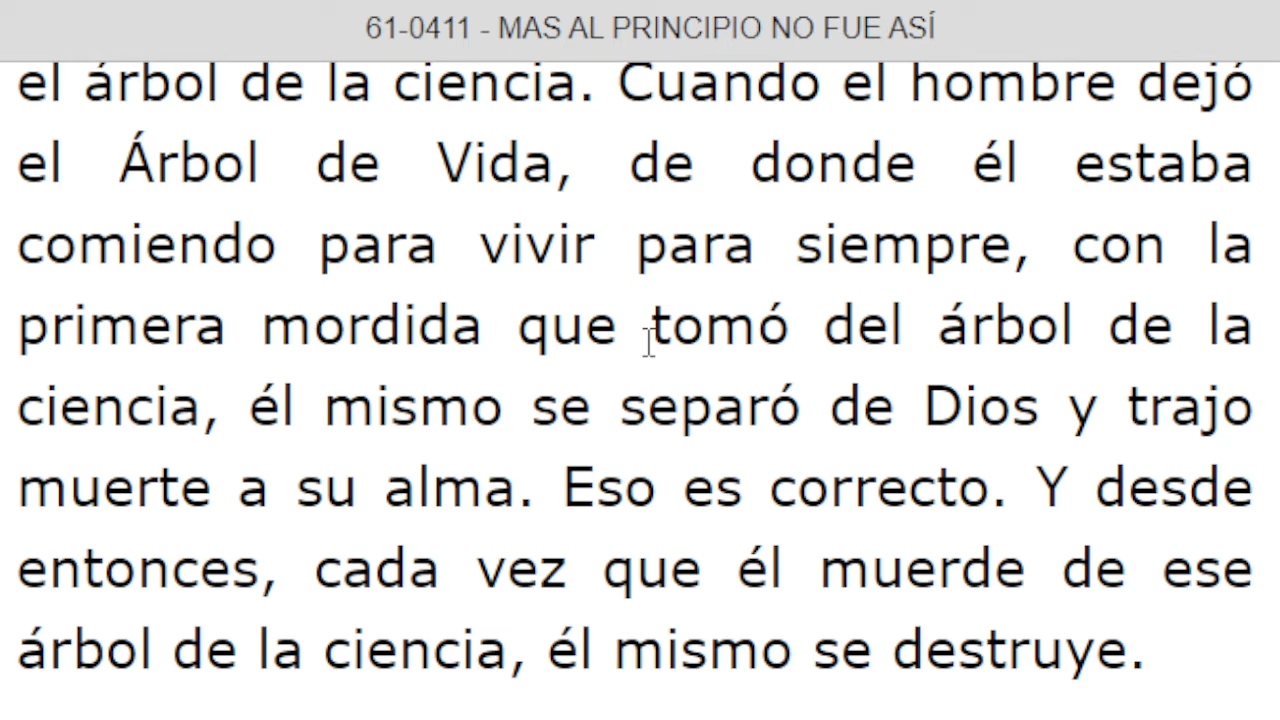 61-0411 - MAS AL PRINCIPIO NO FUE ASÍ
el árbol de la ciencia. Cuando el hombre dejó
el Árbol de Vida, de donde él estaba
comiendo para vivir para siempre, con la
primera mordida que tomó del árbol de la
ciencia, él mismo se separó de Dios y trajo
muerte a su alma. Eso es correcto. Y desde
entonces, cada vez que él muerde de ese
árbol de la ciencia, él mismo se destruye.